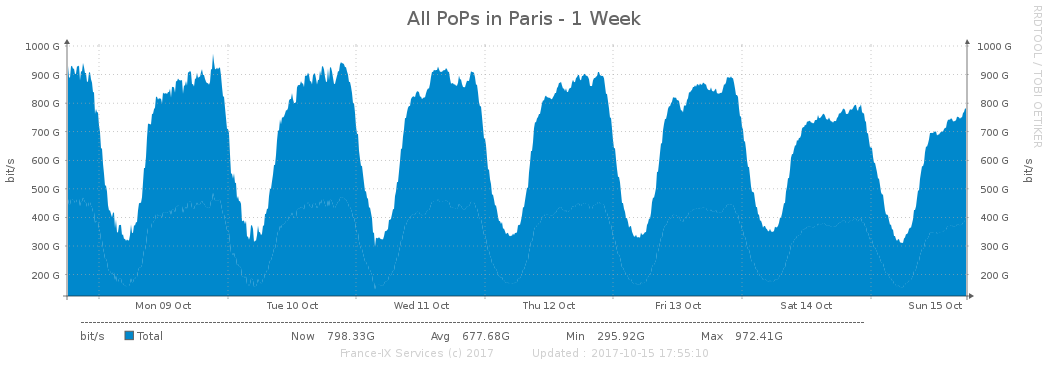 All PoPs in Paris - 1 Week
RRDTOOL / TOBI OETIKER
1000 G 1000 G
900 G 900 G
800 G 800 G
700 G 700 G
600 G 600 G
500 G 500 G
400 G 400 G
300 G 300 G
200 G 200 G
bit/s bit/s
Mon 09 Oct Tue 10 Oct Wed 11 Oct Thu 12 Oct Fri 13 Oct Sat 14 Oct Sun 15 Oct
bit/s Total Now 798.33G Avg 677.68G Min 295.92G Max 972.41G
France-IX Services (c) 2017 Updated : 2017-10-15 17:55:10